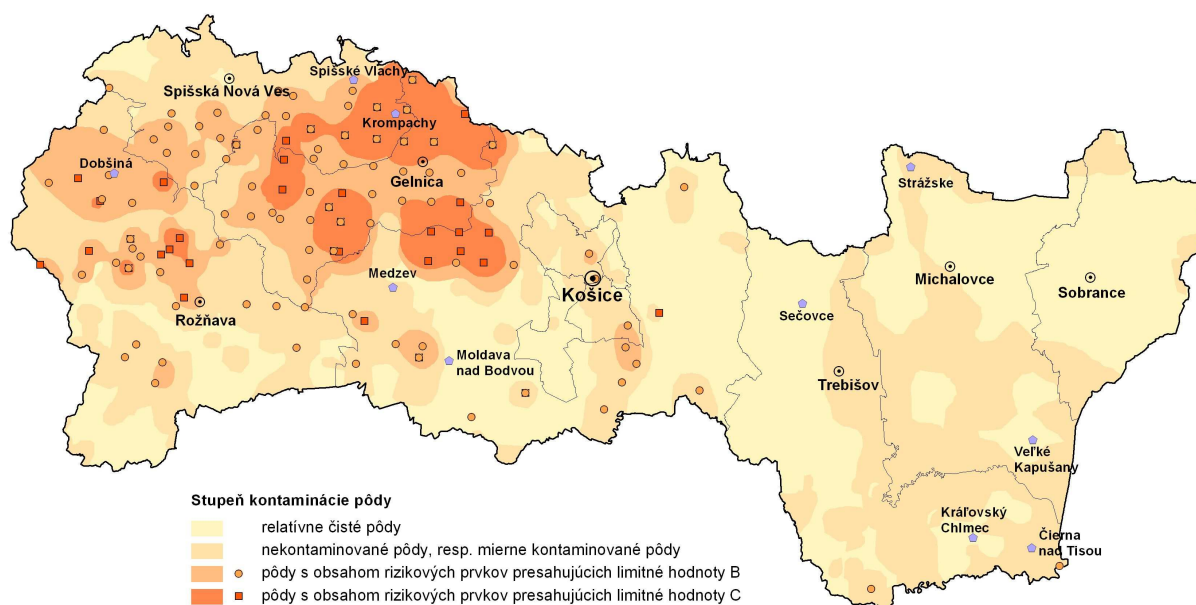 Spišské Vlachy
Spišská Nová Ves
Krompachy
Dobšiná
Gelnica
Strážske
Medzev
Michalovce
Košice
Sobrance
Rožňava
Sečovce
Moldava
nad Bodvou
Trebišov
Veľké
Kapušany
Stupeň kontaminácie pôdy
Kráľovský
Chlmec
Čierna
nad Tisou
relatívne čisté pôdy
nekontaminované pôdy, resp. mierne kontaminované pôdy
pôdy s obsahom rizikových prvkov presahujúcich limitné hodnoty B
pôdy s obsahom rizikových prvkov presahujúcich limitné hodnoty C